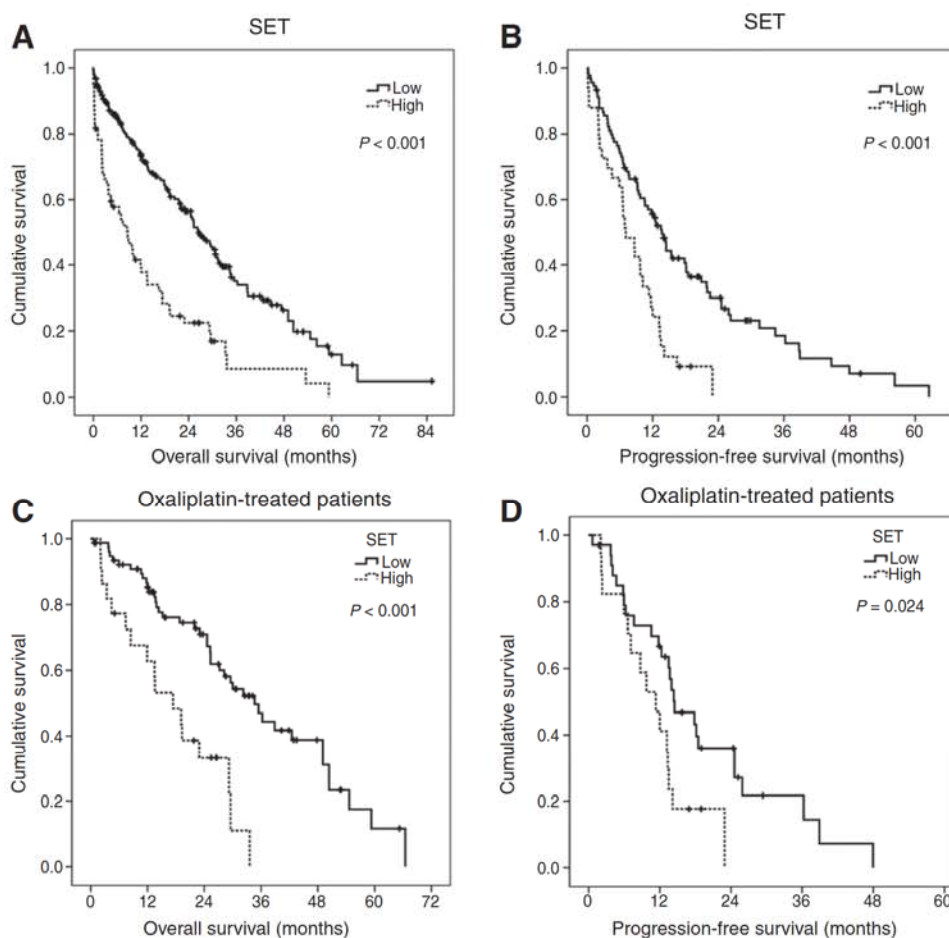 A
SET
Low
High
P < 0.001
Cumulative survival
1.0
0.8
0.6
0.4
0.2
0.0
0 12 24 36 48 60 72 84
Overall survival (months)
B
SET
Low
High
P < 0.001
Cumulative survival
1.0
0.8
0.6
0.4
0.2
0.0
0 12 24 36 48 60
Progression-free survival (months)
C
Oxaliplatin-treated patients
SET
Low
High
P < 0.001
Cumulative survival
1.0
0.8
0.6
0.4
0.2
0.0
0 12 24 36 48 60 72
Overall survival (months)
D
Oxaliplatin-treated patients
SET
Low
High
P = 0.024
Cumulative survival
1.0
0.8
0.6
0.4
0.2
0.0
0 12 24 36 48 60
Progression-free survival (months)